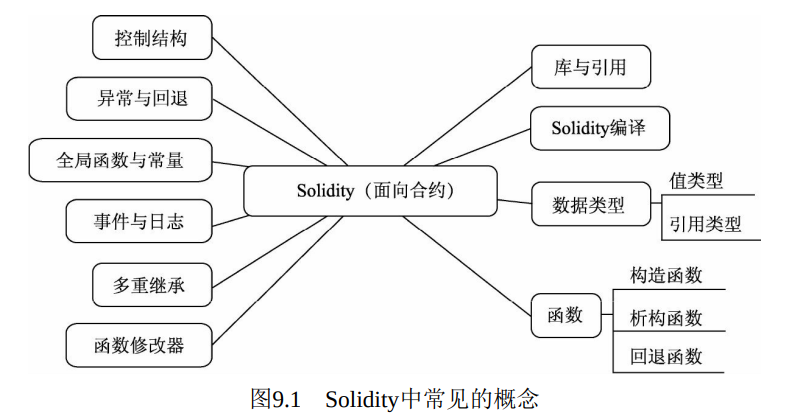 控制结构
异常与回退
全局函数与常量
事件与日志
多重继承
函数修改器
Solidity（面向合约）
库与引用
Solidity编译
数据类型
值类型
引用类型
函数
构造函数
析构函数
回退函数
图9.1 Solidity中常见的概念